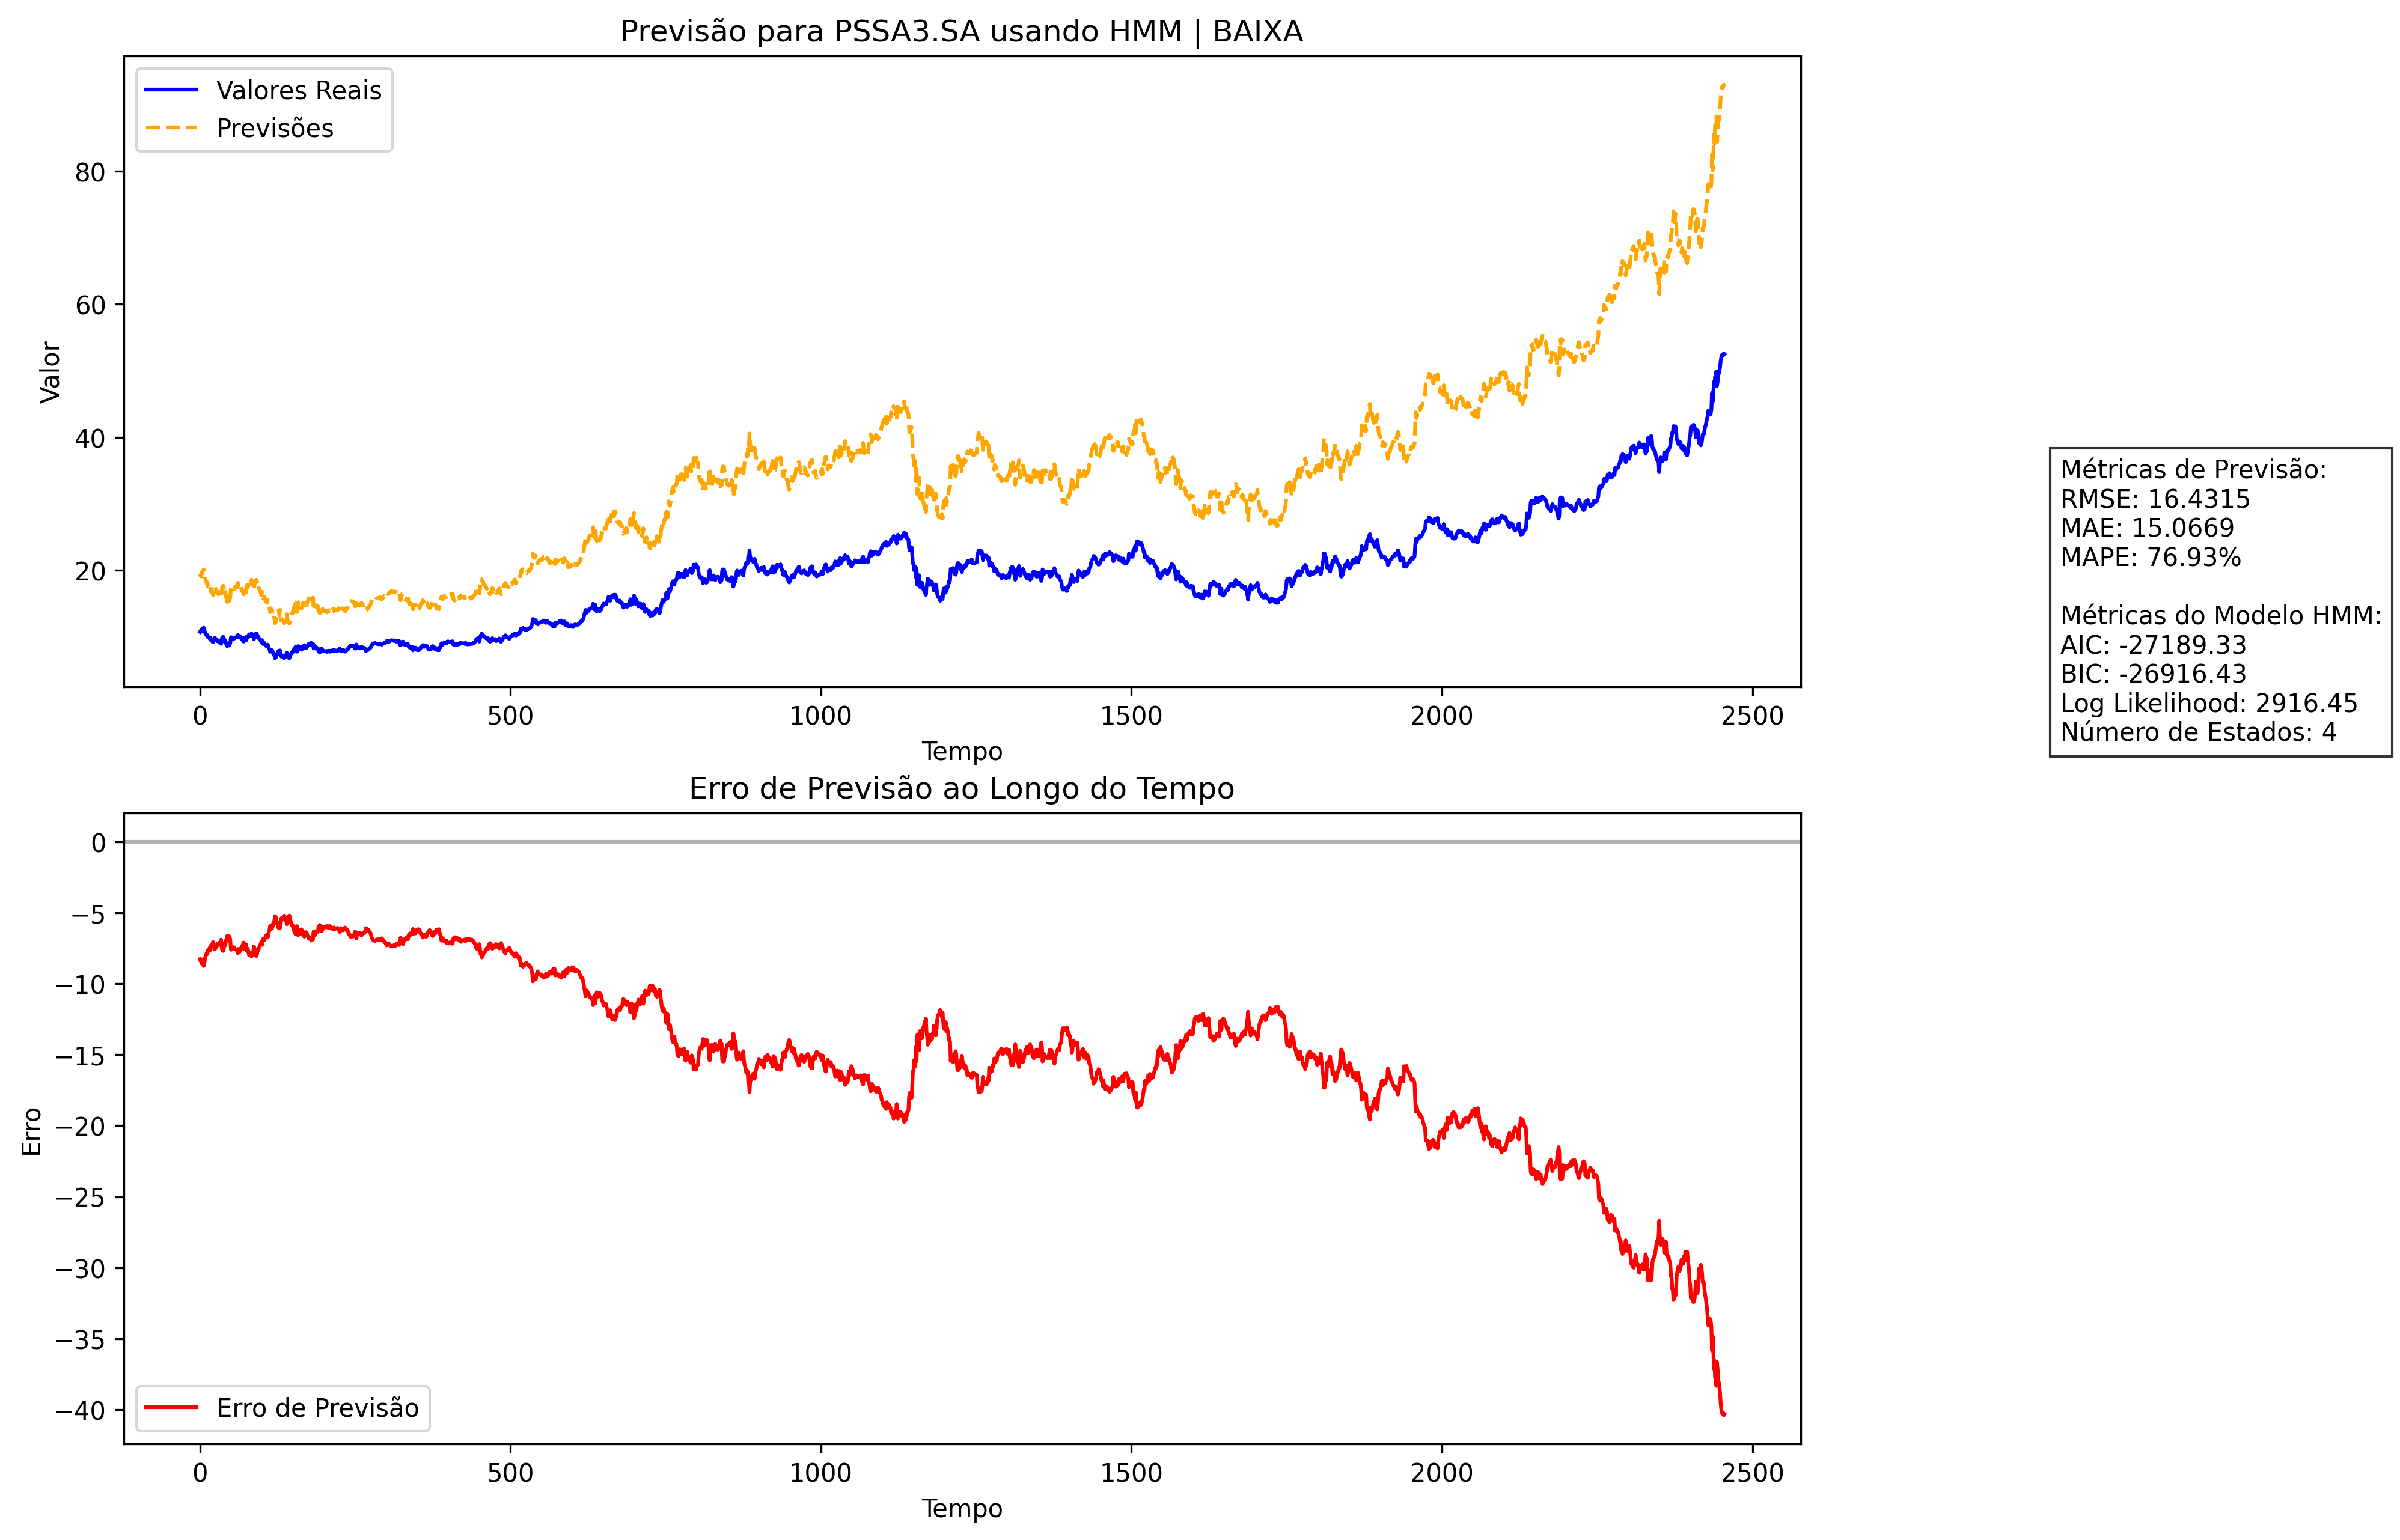 Previsão para PSSA3.SA usando HMM | BAIXA
Valores Reais
Previsões
Valor
80
60
40
20
0 500 1000 1500 2000 2500
Tempo
Métricas de Previsão:
RMSE: 16.4315
MAE: 15.0669
MAPE: 76.93%
Métricas do Modelo HMM:
AIC: -27189.33
BIC: -26916.43
Log Likelihood: 2916.45
Número de Estados: 4
Erro de Previsão ao Longo do Tempo
Erro
0
−5
−10
−15
−20
−25
−30
−35
−40
Erro de Previsão
0 500 1000 1500 2000 2500
Tempo